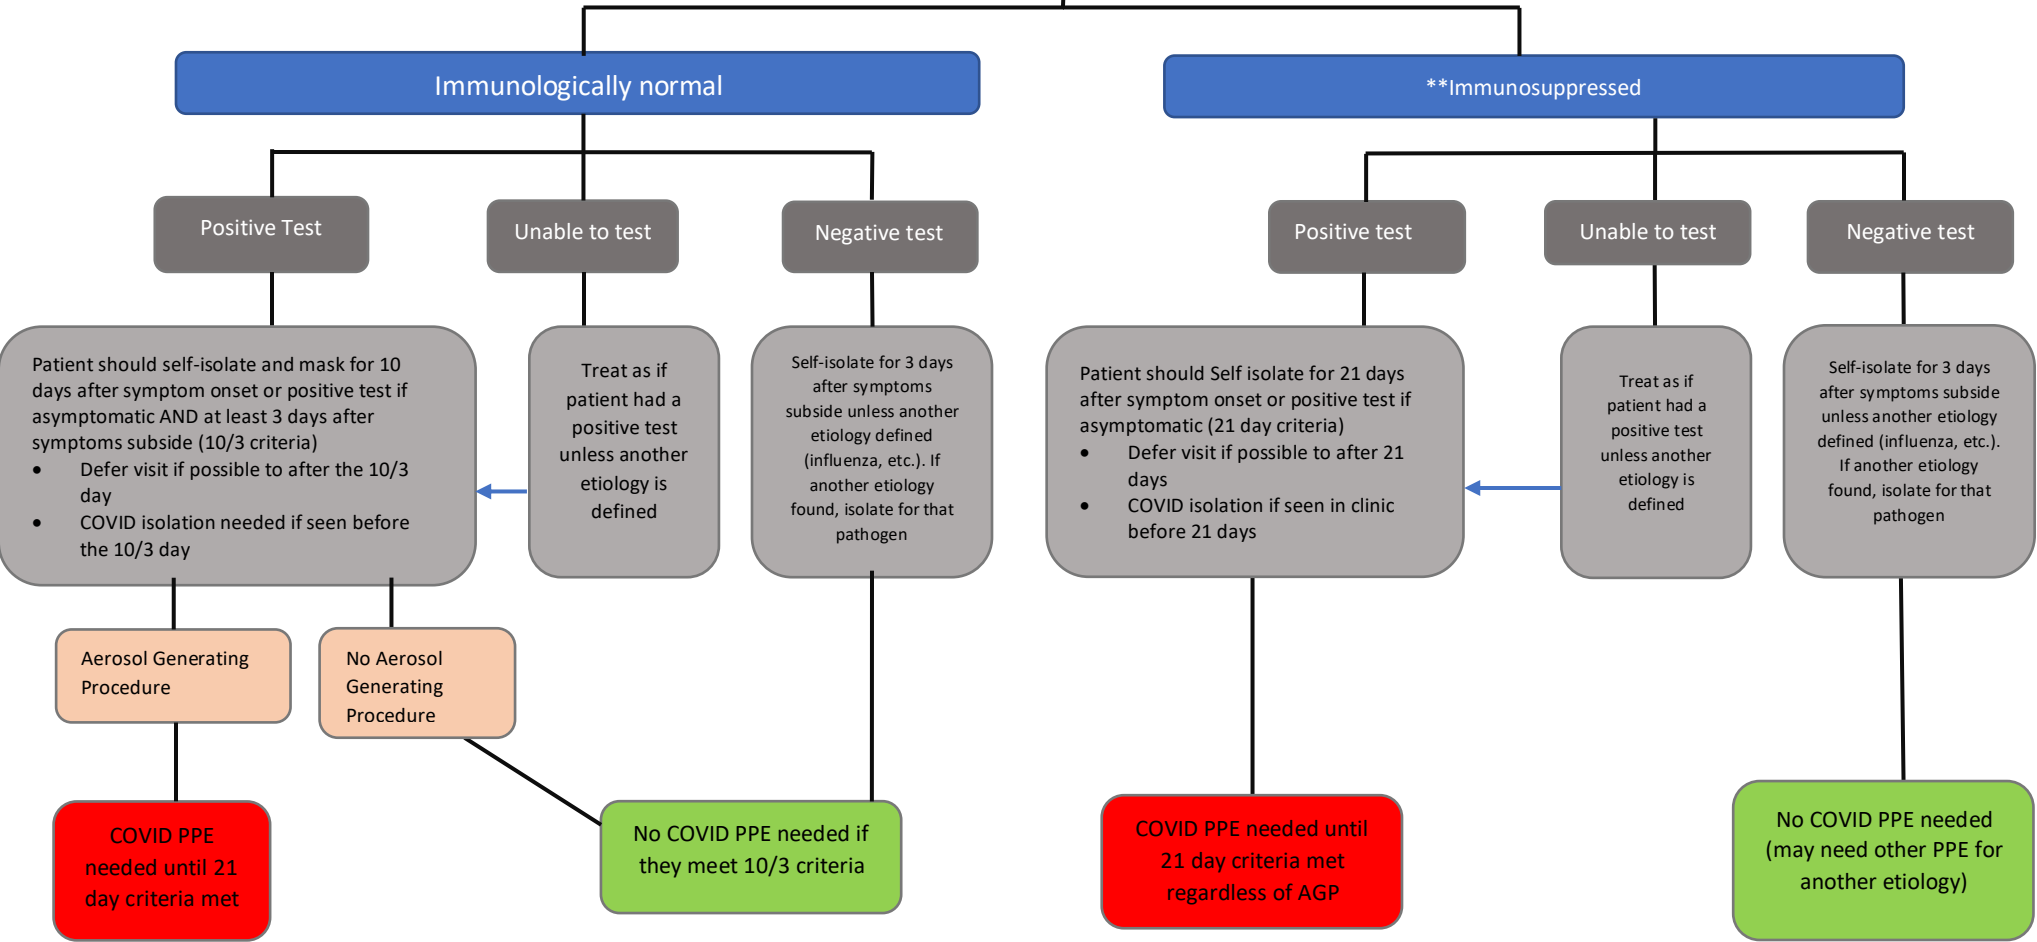 Immunologically normal
**Immunosuppressed
Positive Test
Unable to test
Negative test
Positive test
Unable to test
Negative test
Patient should self-isolate and mask for 10
days after symptom onset or positive test if
asymptomatic AND at least 3 days after
symptoms subside (10/3 criteria)
• Defer visit if possible to after the 10/3
day
• COVID isolation needed if seen before
the 10/3 day
Treat as if
patient had a
positive test
unless another
etiology is
defined
Self-isolate for 3 days
after symptoms
subside unless another
etiology defined
(influenza, etc.). If
another etiology
found, isolate for that
pathogen
Patient should Self isolate for 21 days
after symptom onset or positive test if
asymptomatic (21 day criteria)
• Defer visit if possible to after 21
days
• COVID isolation if seen in clinic
before 21 days
Treat as if
patient had a
positive test
unless another
etiology is
defined
Self-isolate for 3 days
after symptoms subside
unless another etiology
defined (influenza, etc.).
If another etiology
found, isolate for that
pathogen
Aerosol Generating
Procedure
No Aerosol
Generating
Procedure
COVID PPE
needed until 21
day criteria met
No COVID PPE needed if
they meet 10/3 criteria
COVID PPE needed until
21 day criteria met
regardless of AGP
No COVID PPE needed
(may need other PPE for
another etiology)